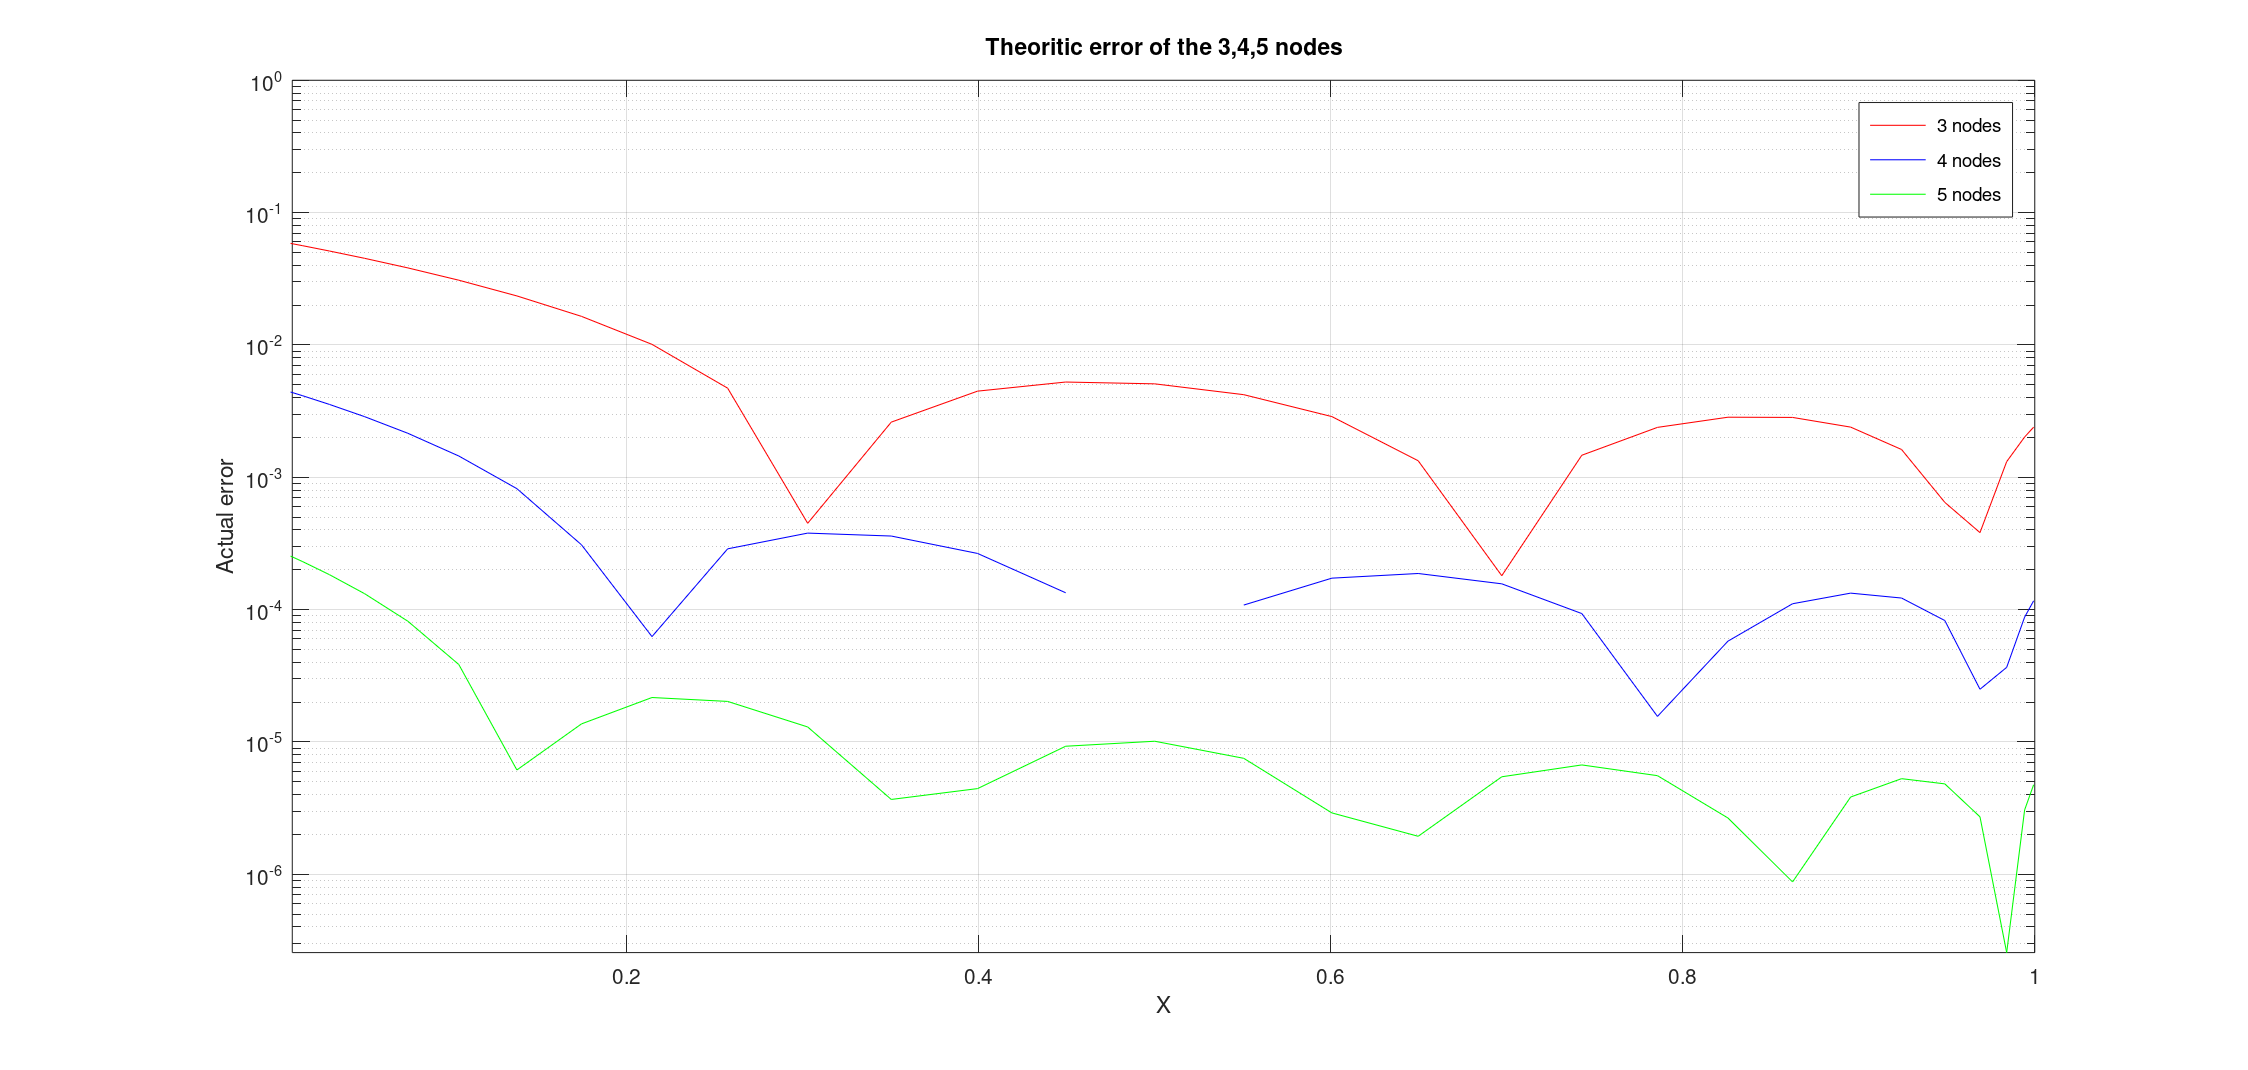 Theoritic error of the 3,4,5 nodes
10^0
10^-1
10^-2
10^-3
10^-4
10^-5
10^-6
Actual error
3 nodes
4 nodes
5 nodes
0.2 0.4 0.6 0.8 1
X